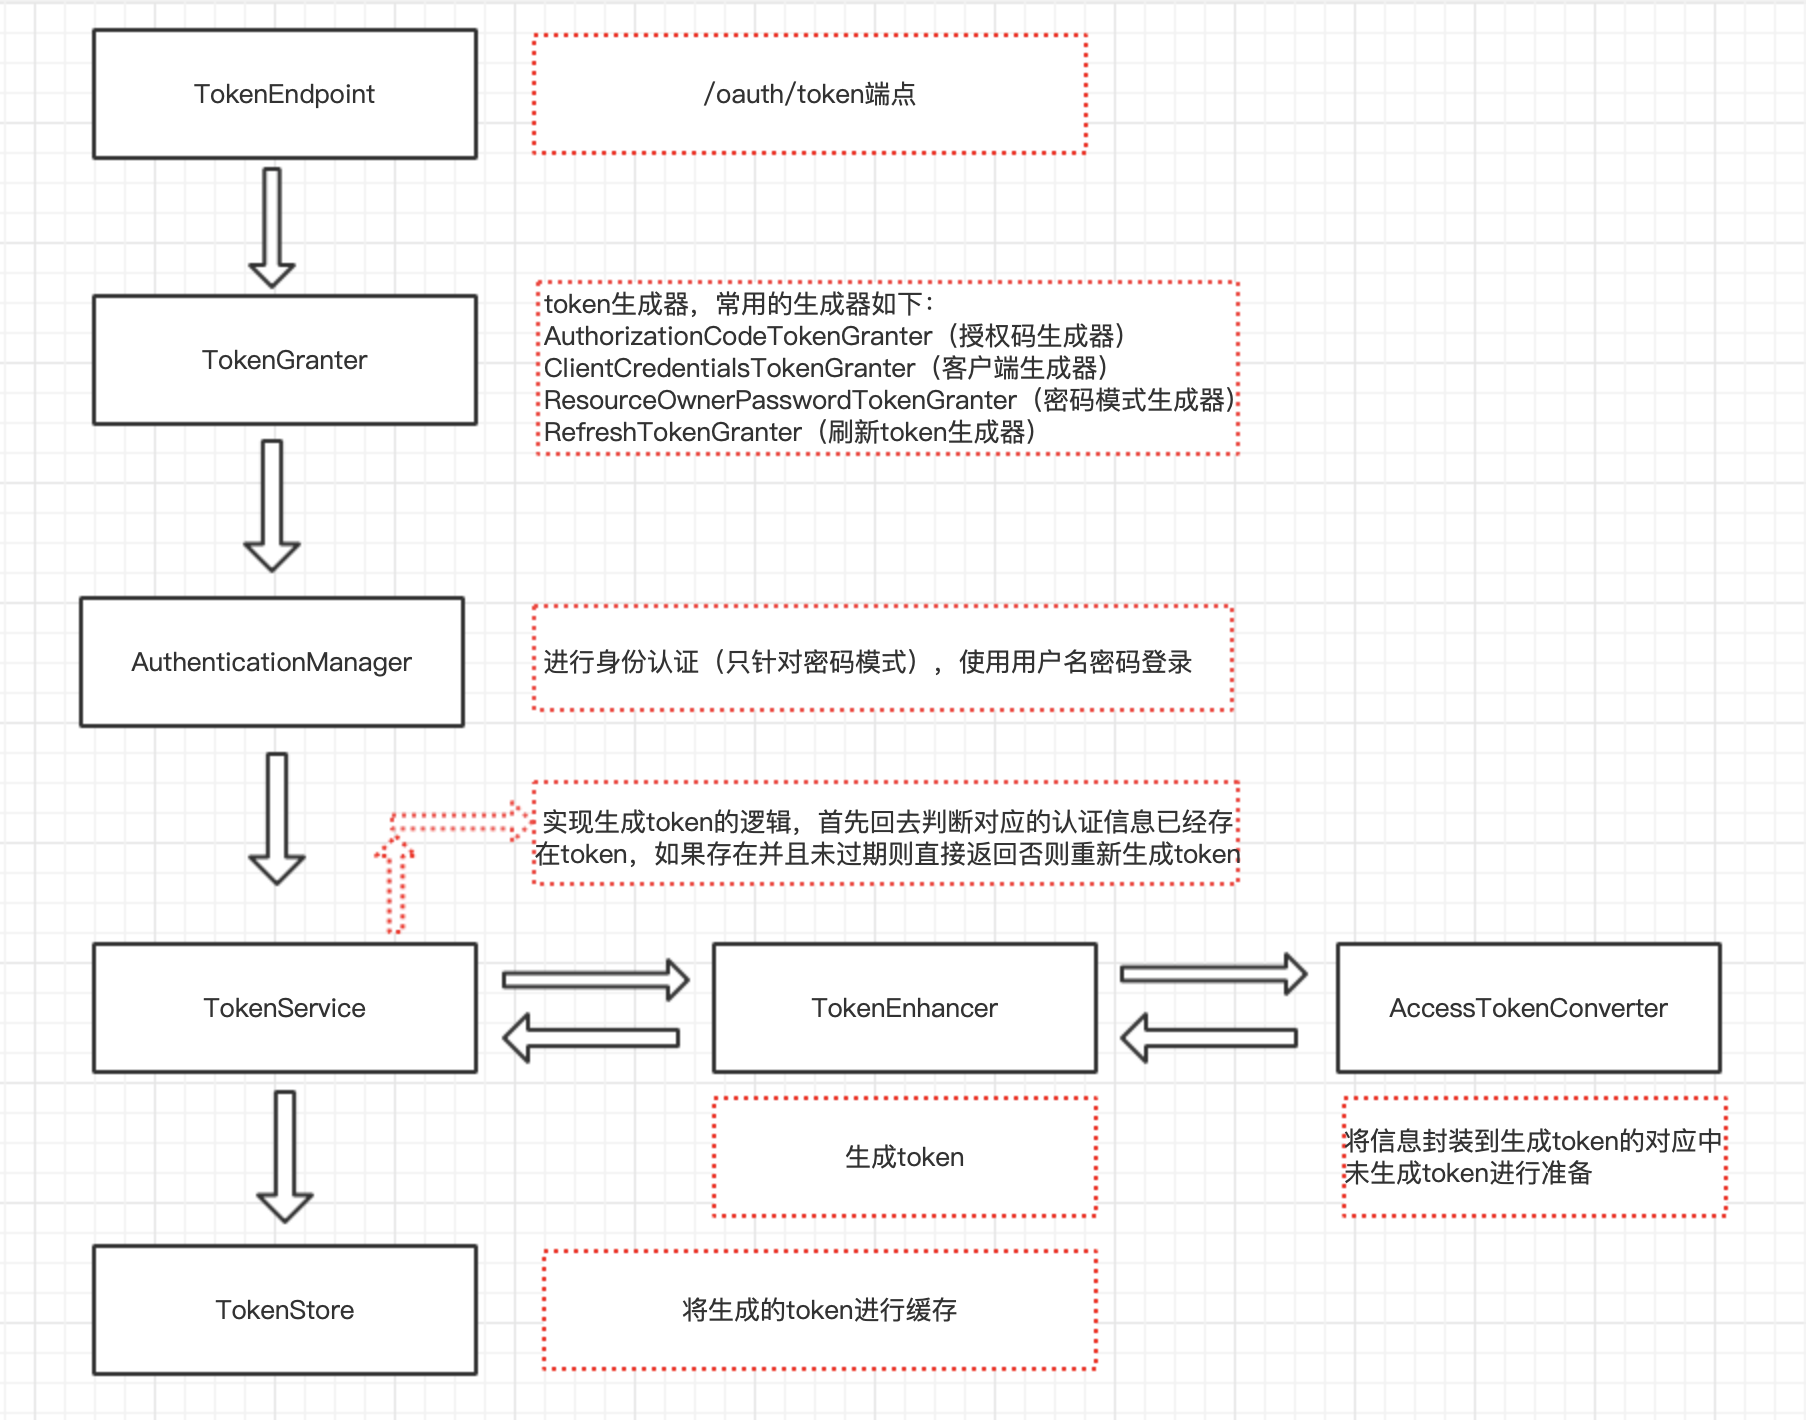 TokenEndpoint
/oauth/token端点
TokenGranter
token生成器，常用的生成器如下：
AuthorizationCodeTokenGranter（授权码生成器）
ClientCredentialsTokenGranter（客户端生成器）
ResourceOwnerPasswordTokenGranter（密码模式生成器）
RefreshTokenGranter（刷新token生成器）
AuthenticationManager
进行身份认证（只针对密码模式），使用用户名密码登录
实现生成token的逻辑，首先回去判断对应的认证信息已经存
在token，如果存在并且未过期则直接返回否则重新生成token
TokenService
TokenEnhancer
AccessTokenConverter
生成token
将信息封装到生成token的对应中
未生成token进行准备
TokenStore
将生成的token进行缓存